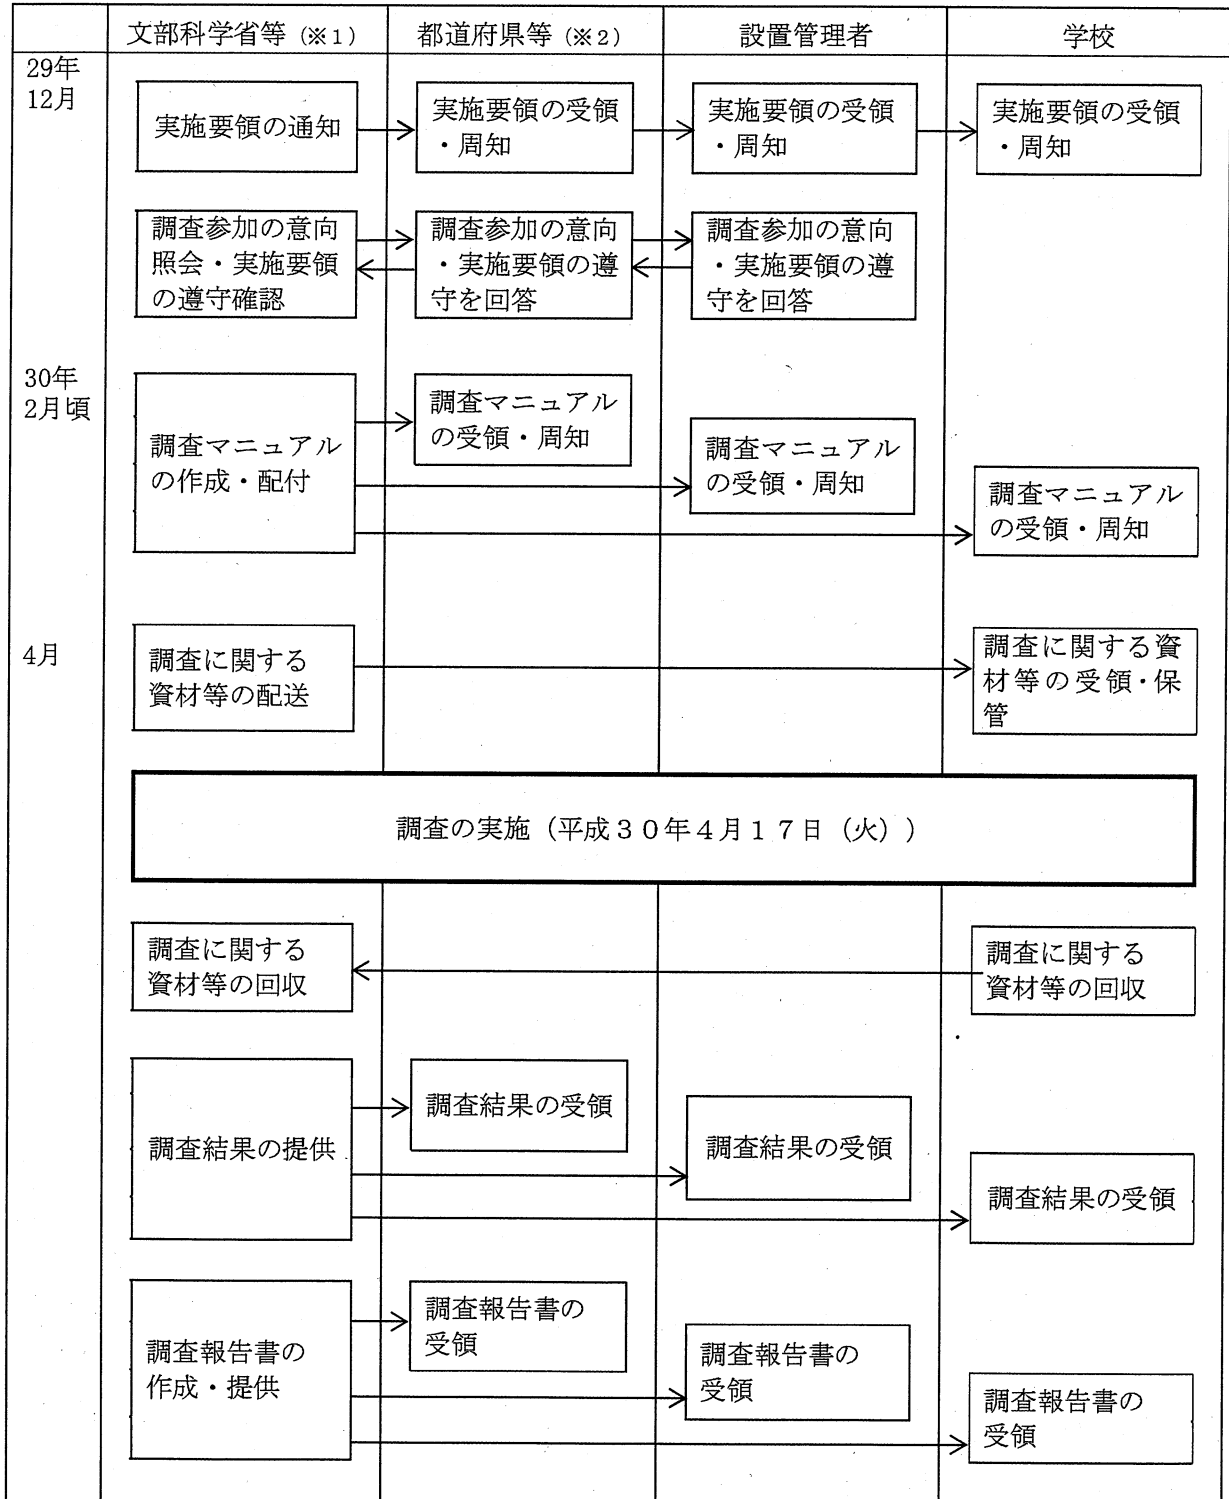 文部科学省等（※１）
都道府県等（※２）
設置管理者
学校
29年
12月
実施要領の通知
実施要領の受領
・周知
実施要領の受領
・周知
実施要領の受領
・周知
調査参加の意向
照会・実施要領
の遵守確認
調査参加の意向
・実施要領の遵
守を回答
調査参加の意向
・実施要領の遵
守を回答
30年
2月頃
調査マニュアル
の作成・配付
調査マニュアル
の受領・周知
調査マニュアル
の受領・周知
調査マニュアル
の受領・周知
4月
調査に関する
資材等の配送
調査に関する資
材等の受領・保
管
調査の実施（平成３０年４月１７日（火））
調査に関する
資材等の回収
調査に関する
資材等の回収
調査結果の提供
調査結果の受領
調査結果の受領
調査結果の受領
調査報告書の
作成・提供
調査報告書の
受領
調査報告書の
受領
調査報告書の
受領